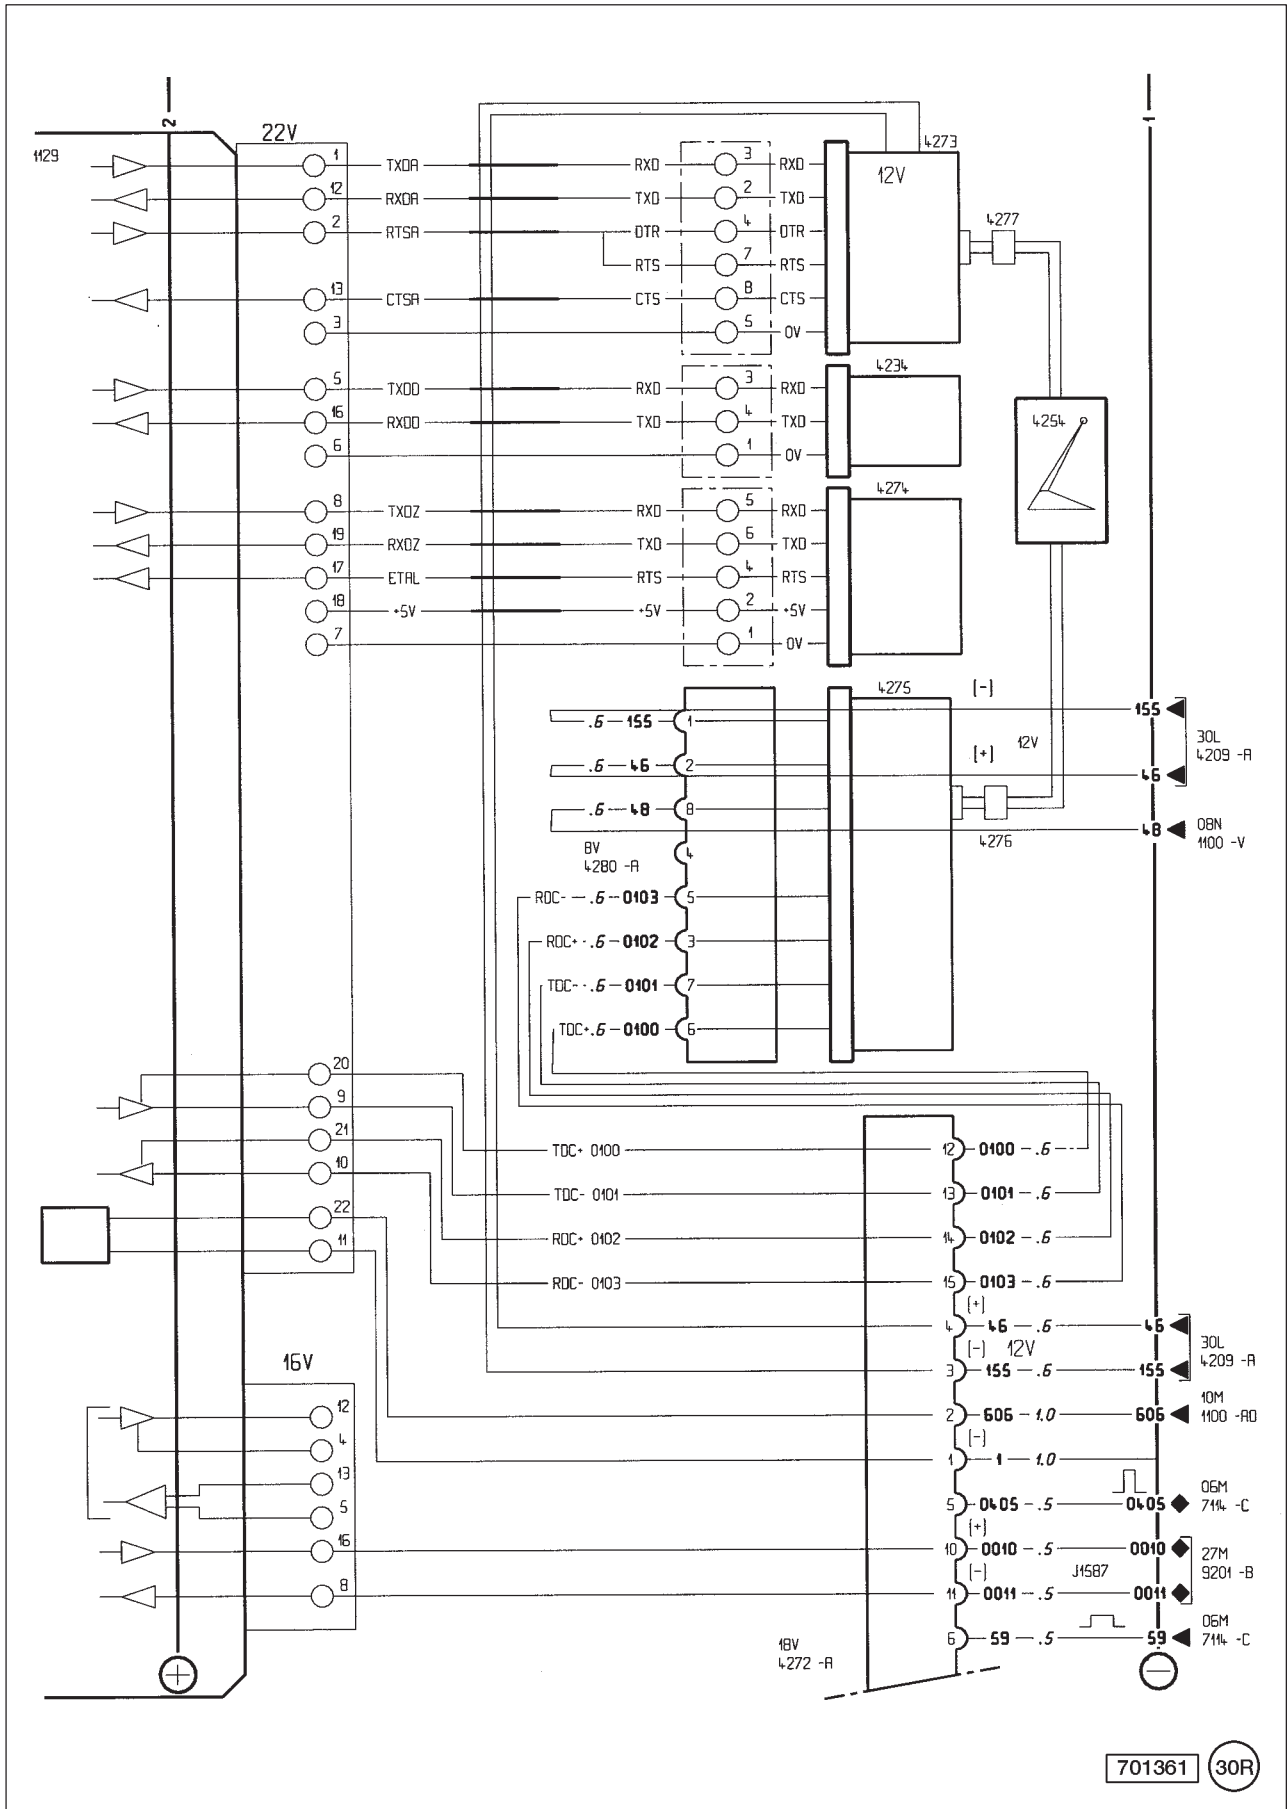 2
1
1129
22V
1 TXDA RXD 3 RXD
12 RXDA TXD 2 TXD
2 RTSA DTR 4 DTR
RTS 7 RTS
13 CTSA CTS 8 CTS
3 5 0V
4273
12V
4277
5 TXDD RXD 3 RXD
16 RXDD TXD 4 TXD
6 1 0V
4234
4254
8 TXDZ RXD 5 RXD
19 RXDZ TXD 6 TXD
17 ETAL RTS 4 RTS
18 +5V +5V 2 +5V
7 1 0V
4274
4275
[-]
.6 155 1 155
30L
4209 -A
[+] 12V
.6 46 2 46
.6 48 8 48
08N
1100 -V
4276
8V
4280 -A
4
RDC- .6 0103 5
RDC+ .6 0102 3
TDC- .6 0101 7
TDC+ .6 0100 6
20
9
21
10
22
11
TDC+ 0100 12 0100 .6
TDC- 0101 13 0101 .6
RDC+ 0102 14 0102 .6
RDC- 0103 15 0103 .6
[+]
4 46 .6 46
[-] 12V
3 155 .6 155
30L
4209 -A
2 606 1.0 606
10M
1100 -AD
[-]
1 1 1.0
5 0405 .5 0405
06M
7114 -C
[+]
10 0010 .5 0010
[-] J1587
11 0011 .5 0011
27M
9201 -B
6 59 .5 59
06M
7114 -C
16V
12
4
13
5
16
8
18V
4272 -A
+
−
701361 30R